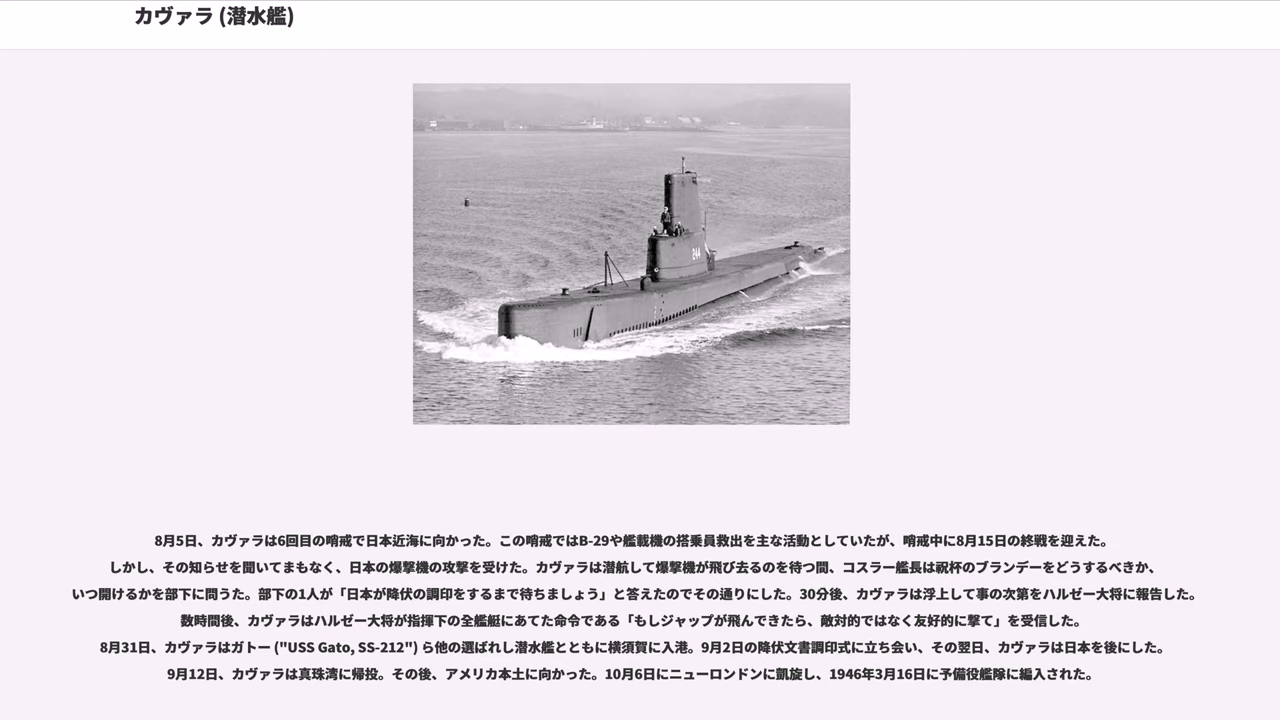 カヴァラ (潜水艦)
244
8月5日、カヴァラは6回目の哨戒で日本近海に向かった。この哨戒ではB-29や艦載機の搭乗員救出を主な活動としていたが、哨戒中に8月15日の終戦を迎えた。
しかし、その知らせを聞いてまもなく、日本の爆撃機の攻撃を受けた。カヴァラは潜航して爆撃機が飛び去るのを待つ間、コスラー艦長は祝杯のブランデーをどうするべきか、
いつ開けるかを部下に問うた。部下の1人が「日本が降伏の調印をするまで待ちましょう」と答えたのでその通りにした。30分後、カヴァラは浮上して事の次第をハルゼー大将に報告した。
数時間後、カヴァラはハルゼー大将が指揮下の全艦艇にあてた命令である「もしジャップが飛んできたら、敵対的ではなく友好的に撃て」を受信した。
8月31日、カヴァラはガトー ("USS Gato, SS-212") ら他の選ばれし潜水艦とともに横須賀に入港。9月2日の降伏文書調印式に立ち会い、その翌日、カヴァラは日本を後にした。
9月12日、カヴァラは真珠湾に帰投。その後、アメリカ本土に向かった。10月6日にニューロンドンに凱旋し、1946年3月16日に予備役艦隊に編入された。